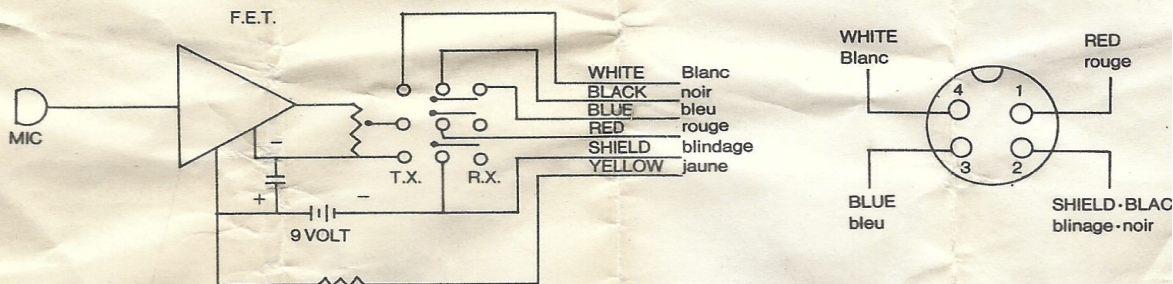 F.E.T.
MIC
-
+
9 VOLT
-
T.X. R.X.
WHITE Blanc
BLACK noir
BLUE bleu
RED rouge
SHIELD blindage
YELLOW jaune
WHITE
Blanc
RED
rouge
4 1
3 2
BLUE
bleu
SHIELD·BLAC
blinage·noir